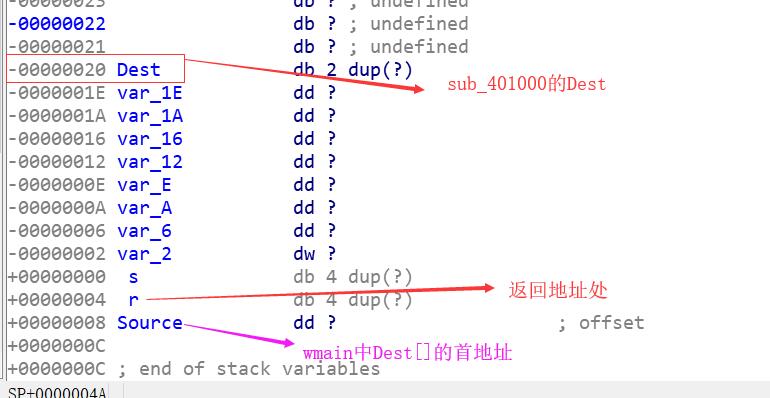 -00000023 db ? ; undefined
-00000022 db ? ; undefined
-00000021 db ? ; undefined
-00000020 Dest db 2 dup(?)
sub_401000的Dest
-0000001E var_1E dd ?
-0000001A var_1A dd ?
-00000016 var_16 dd ?
-00000012 var_12 dd ?
-0000000E var_E dd ?
-0000000A var_A dd ?
-00000006 var_6 dd ?
-00000002 var_2 dw ?
+00000000 s db 4 dup(?)
+00000004 r db 4 dup(?)
返回地址处
+00000008 Source dd ? ; offset
+0000000C
wmain中Dest[]的首地址
+0000000C ; end of stack variables
SP+0000004A